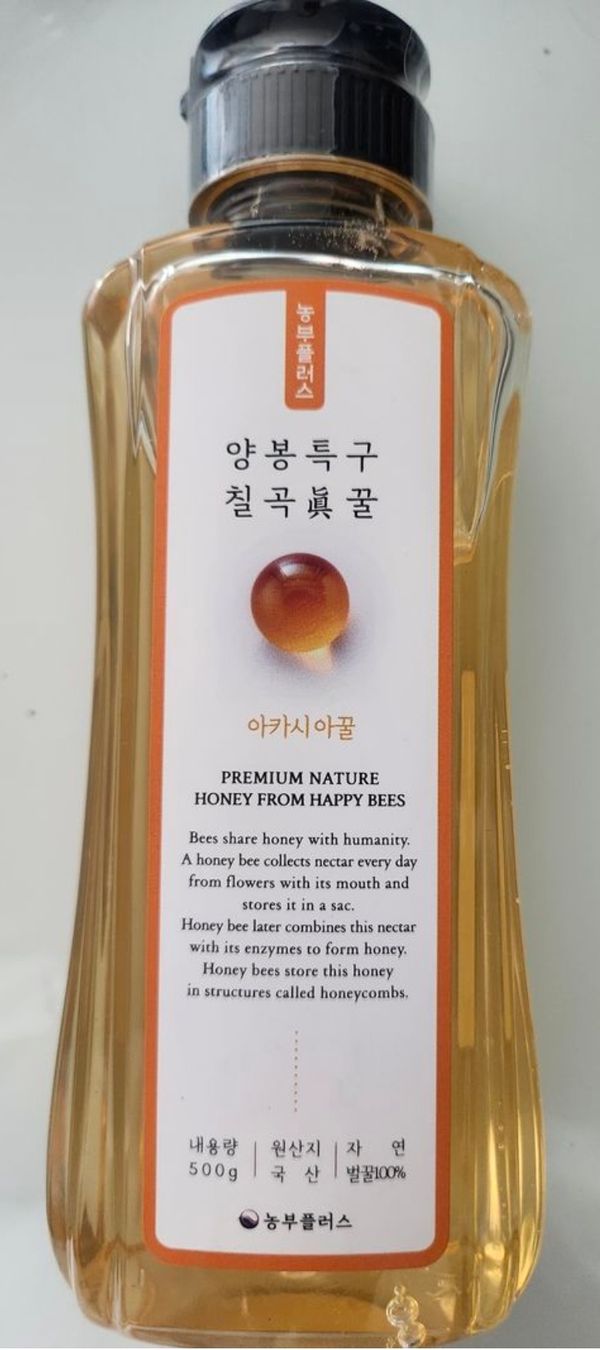 농부플러스
양봉특구
칠곡眞꿀
아카시아꿀
PREMIUM NATURE
HONEY FROM HAPPY BEES
Bees share honey with humanity.
A honey bee collects nectar every day
from flowers with its mouth and
stores it in a sac.
Honey bee later combines this nectar
with its enzymes to form honey.
Honey bees store this honey
in structures called honeycombs.
내용량 원산지 자 연
500g 국 산 벌꿀100%
농부플러스